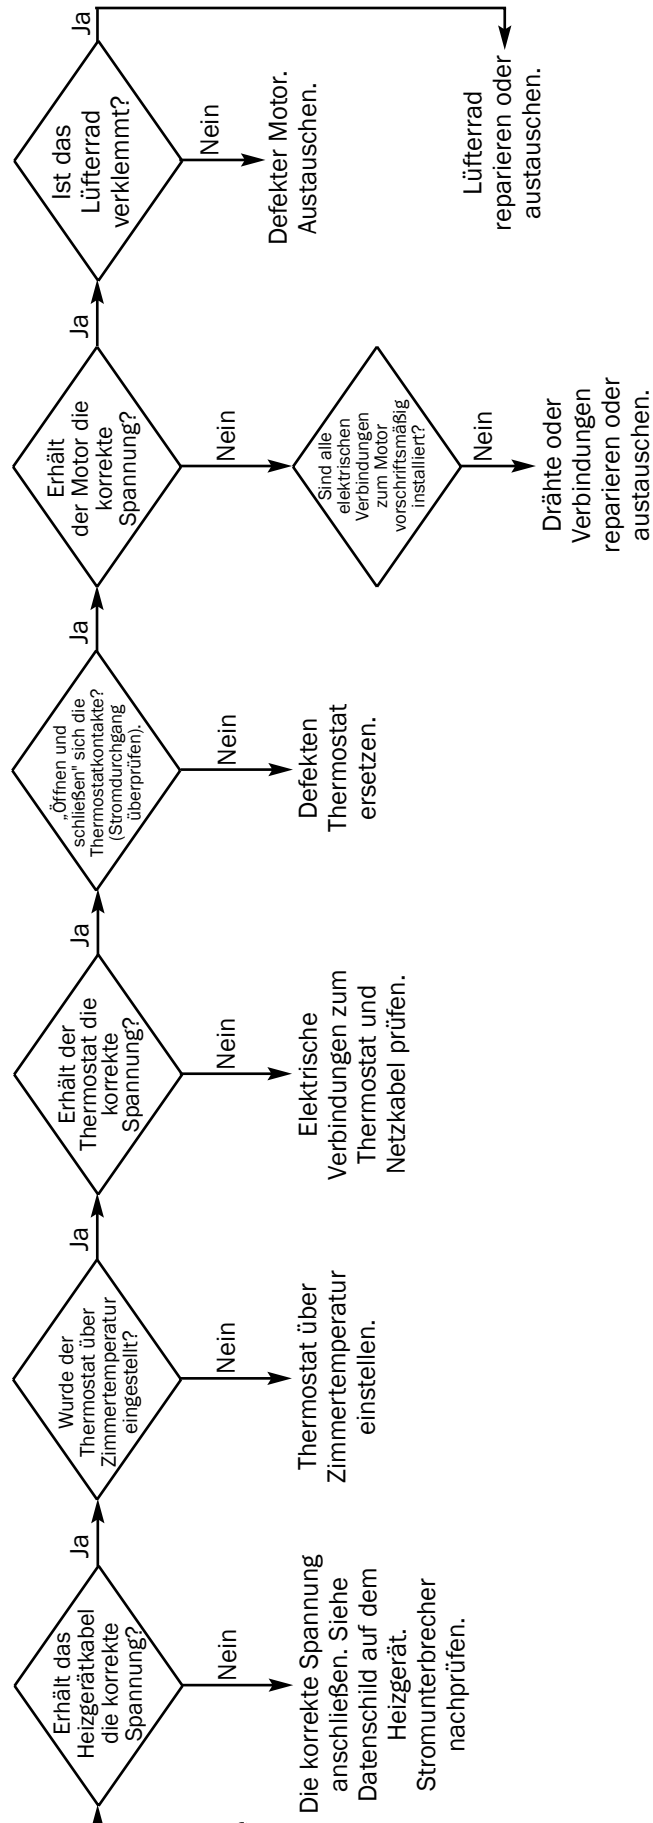 Erhält das
Heizgerätkabel
die korrekte
Spannung?
Ja
Nein
Die korrekte Spannung
anschließen. Siehe
Datenschild auf dem
Heizgerät.
Stromunterbrecher
nachprüfen.
Wurde der
Thermostat über
Zimmertemperatur
eingestellt?
Ja
Nein
Thermostat über
Zimmertemperatur
einstellen.
Erhält der
Thermostat die
korrekte
Spannung?
Ja
Nein
Elektrische
Verbindungen zum
Thermostat und
Netzkabel prüfen.
„Öffnen und
schließen" sich die
Thermostatkontakte?
(Stromdurchgang
überprüfen).
Ja
Nein
Defekten
Thermostat
ersetzen.
Erhält
der Motor die
korrekte
Spannung?
Ja
Nein
Sind alle
elektrischen
Verbindungen
zum Motor
vorschriftsmäßig
installiert?
Nein
Drähte oder
Verbindungen
reparieren oder
austauschen.
Ist das
Lüfterrad
verklemmt?
Ja
Nein
Defekter Motor.
Austauschen.
Lüfterrad
reparieren oder
austauschen.